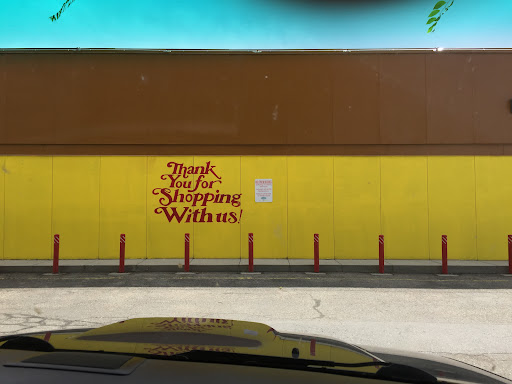 Thank
You for
Shopping
With us!